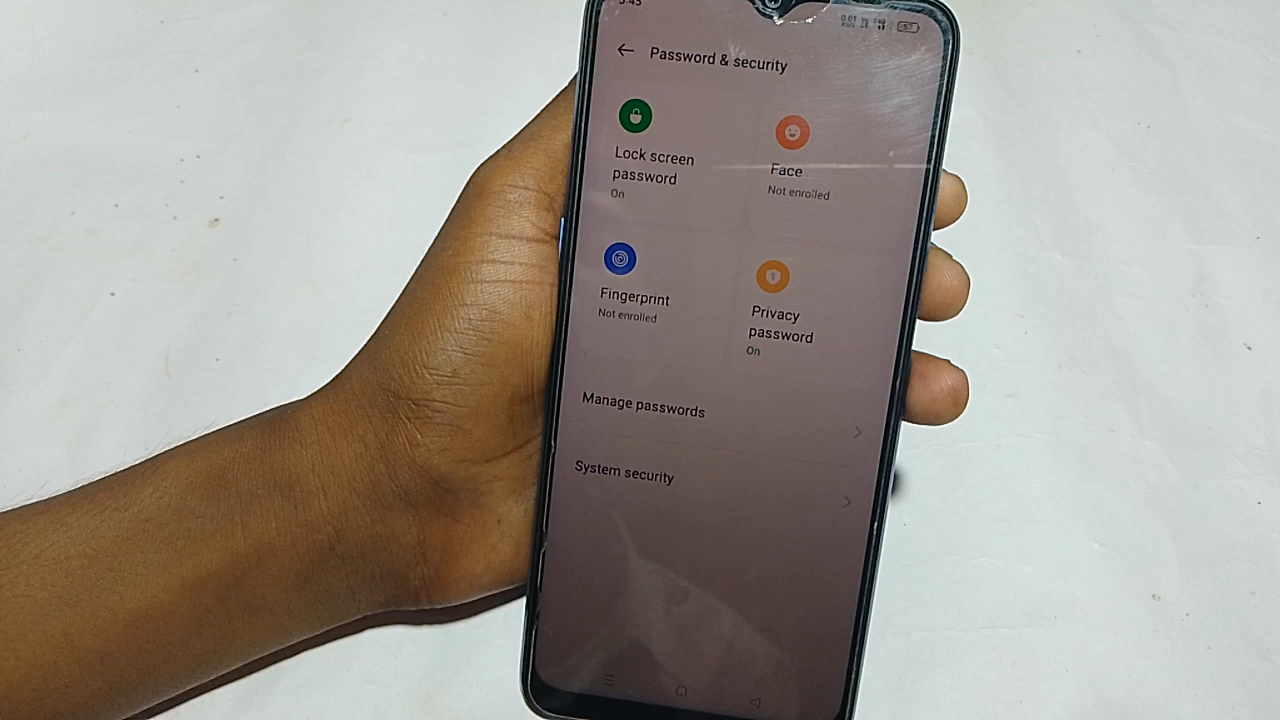 Password & security
Lock screen
password
On
Face
Not enrolled
Fingerprint
Not enrolled
Privacy
password
On
Manage passwords
System security